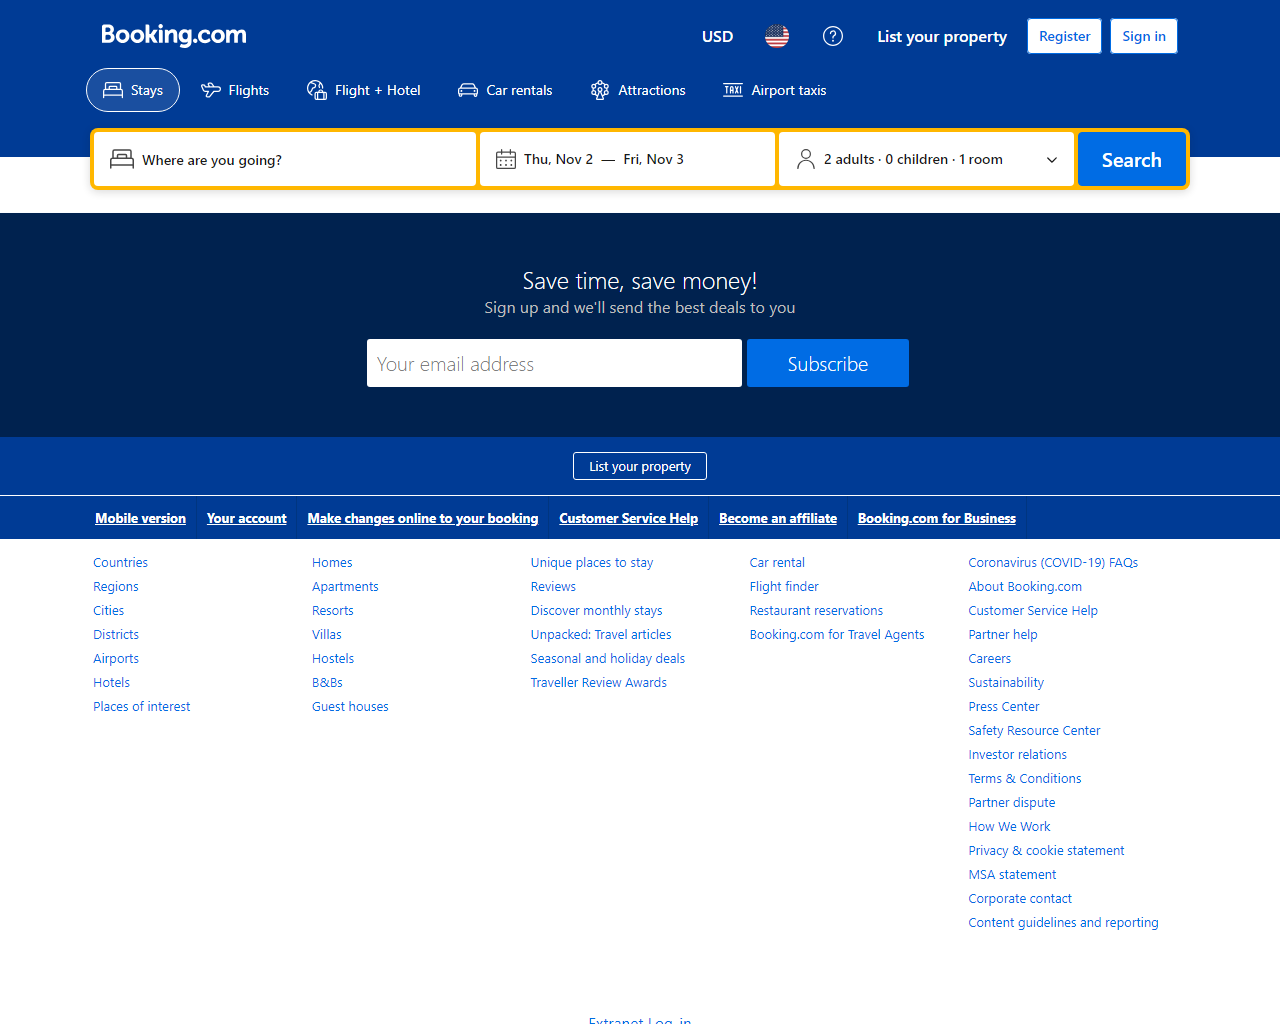 Booking.com
USD
List your property
Register
Sign in
Stays
Flights
Flight + Hotel
Car rentals
Attractions
TAXI
Airport taxis
Where are you going?
Thu, Nov 2 — Fri, Nov 3
2 adults · 0 children · 1 room
Search
Save time, save money!
Sign up and we'll send the best deals to you
Your email address
Subscribe
List your property
Mobile version
Your account
Make changes online to your booking
Customer Service Help
Become an affiliate
Booking.com for Business
Countries
Regions
Cities
Districts
Airports
Hotels
Places of interest
Homes
Apartments
Resorts
Villas
Hostels
B&Bs
Guest houses
Unique places to stay
Reviews
Discover monthly stays
Unpacked: Travel articles
Seasonal and holiday deals
Traveller Review Awards
Car rental
Flight finder
Restaurant reservations
Booking.com for Travel Agents
Coronavirus (COVID-19) FAQs
About Booking.com
Customer Service Help
Partner help
Careers
Sustainability
Press Center
Safety Resource Center
Investor relations
Terms & Conditions
Partner dispute
How We Work
Privacy & cookie statement
MSA statement
Corporate contact
Content guidelines and reporting
Extranet Log-in